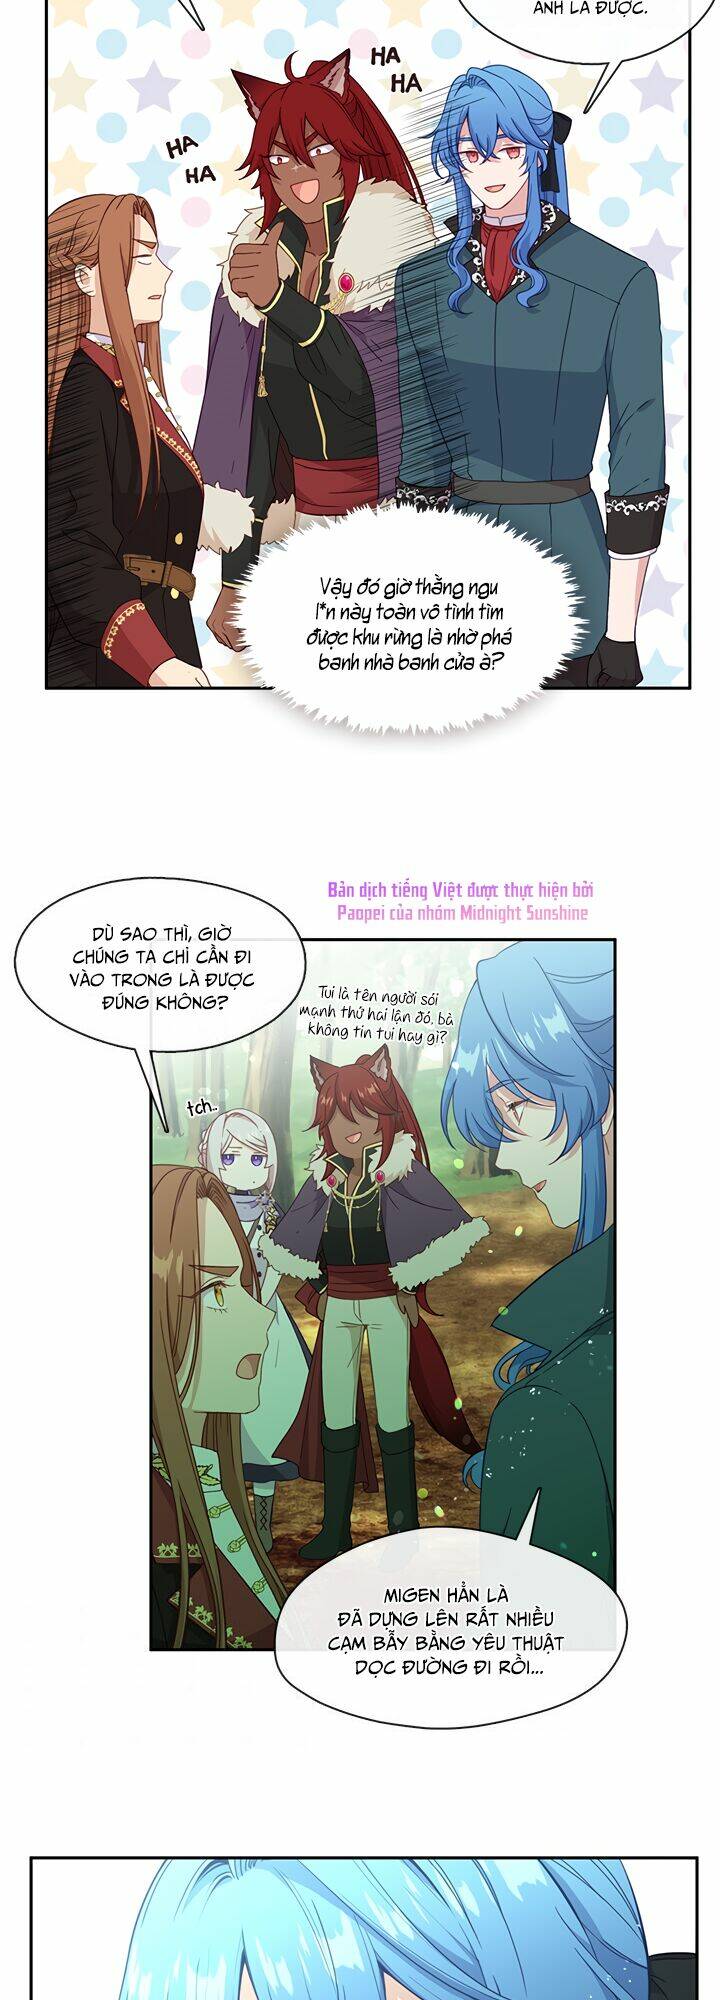 ANH LÀ ĐƯỢC.
HA
HA
HA
HA
Vậy đó giờ thằng ngu
l*n này toàn vô tình tìm
được khu rừng là nhờ phá
banh nhà banh cửa à?
Bản dịch tiếng Việt được thực hiện bởi
Paopei của nhóm Midnight Sunshine
DÙ SAO THÌ, GIỜ
CHÚNG TA CHỈ CẦN ĐI
VÀO TRONG LÀ ĐƯỢC
ĐÚNG KHÔNG?
Tui là tên người sói
mạnh thứ hai lận đó, bà
không tin tui hay gì?
tch..
MIGEN HẲN LÀ
ĐÃ DỰNG LÊN RẤT NHIỀU
CẠM BẪY BẰNG YÊU THUẬT
DỌC ĐƯỜNG ĐI RỒI...